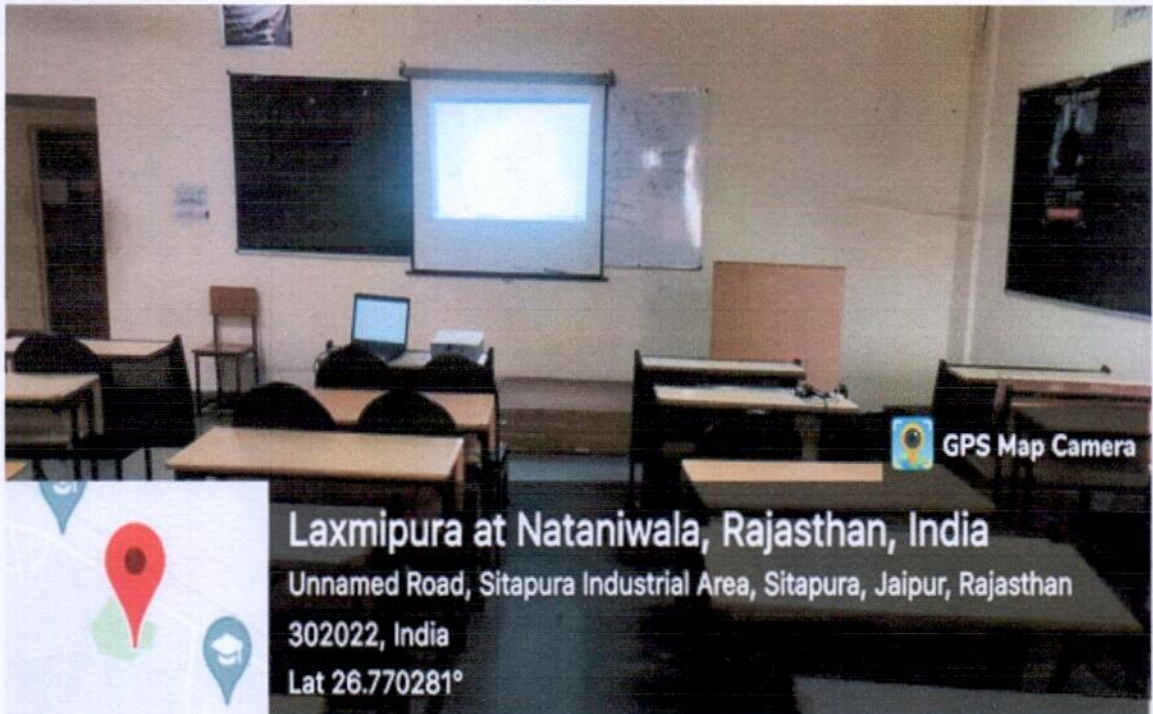 GPS Map Camera
Laxmipura at Nataniwala, Rajasthan, India
Unnamed Road, Sitapura Industrial Area, Sitapura, Jaipur, Rajasthan
302022, India
Lat 26.770281°